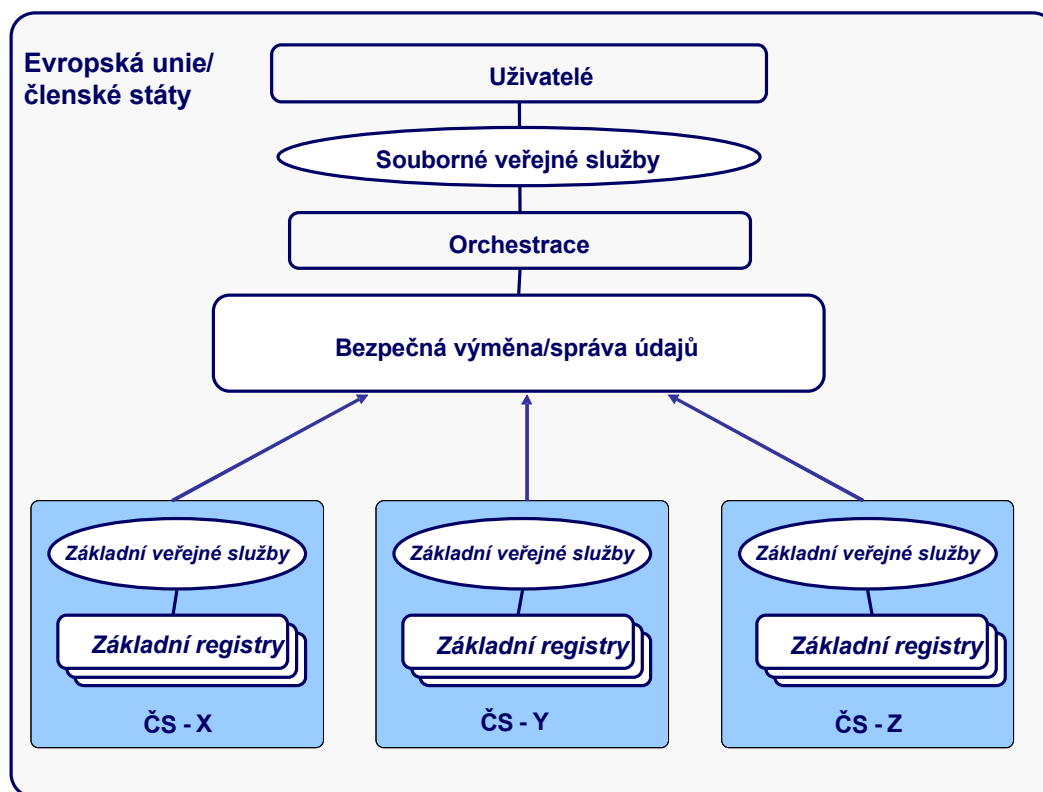 Evropská unie/
členské státy
Uživatelé
Souborné veřejné služby
Orchestrace
Bezpečná výměna/správa údajů
Základní veřejné služby
Základní registry
ČS - X
Základní veřejné služby
Základní registry
ČS - Y
Základní veřejné služby
Základní registry
ČS - Z